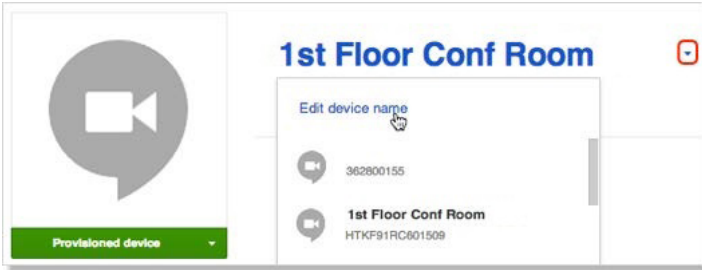 1st Floor Conf Room
Edit device name
362800155
1st Floor Conf Room
HTKF91RC601509
Provisioned device